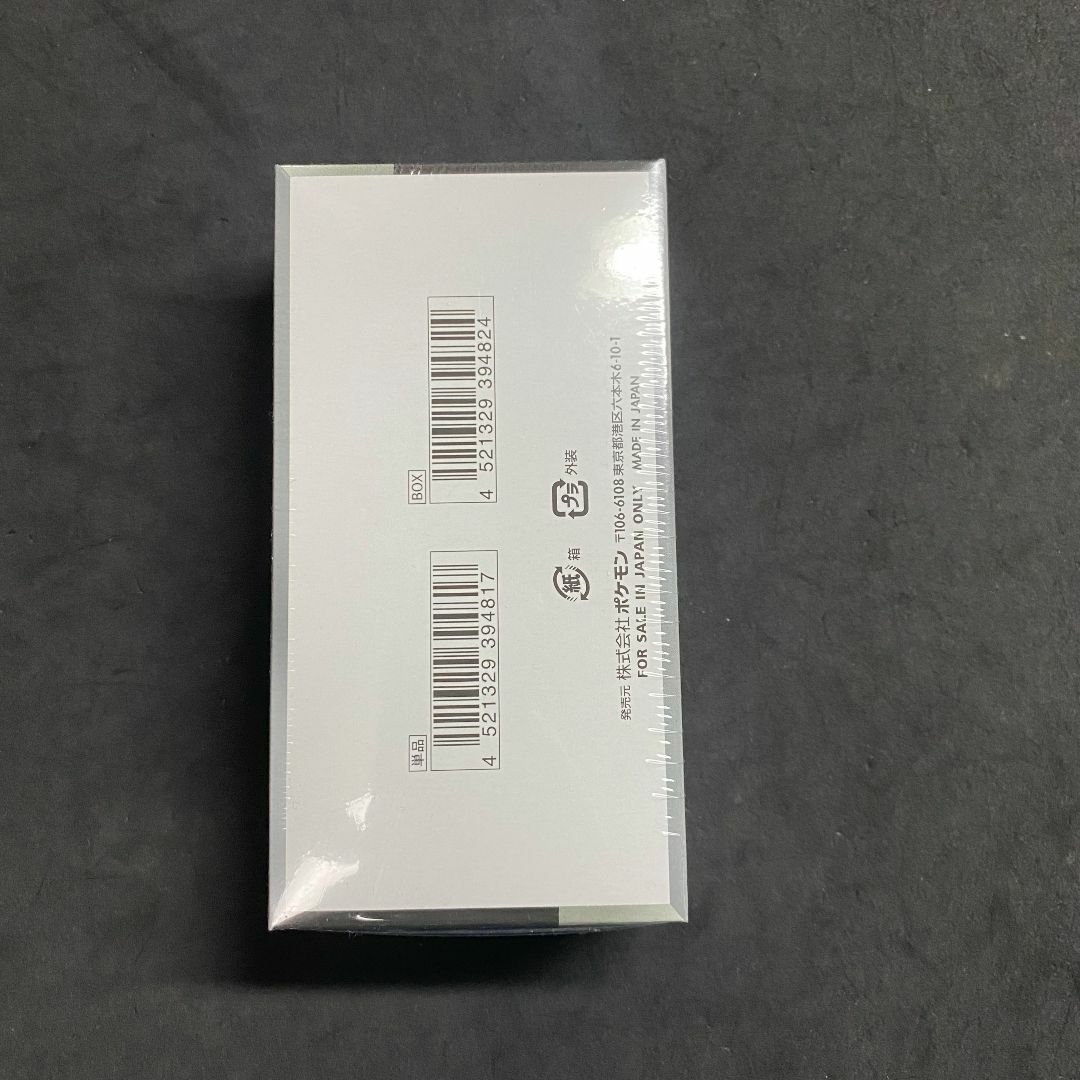 単品
4 521329 394817
BOX
4 521329 394824
紙 箱
プラ 外装
発売元 株式会社 ポケモン 〒106-6108 東京都港区六本木6-10-1
FOR SALE IN JAPAN ONLY MADE IN JAPAN